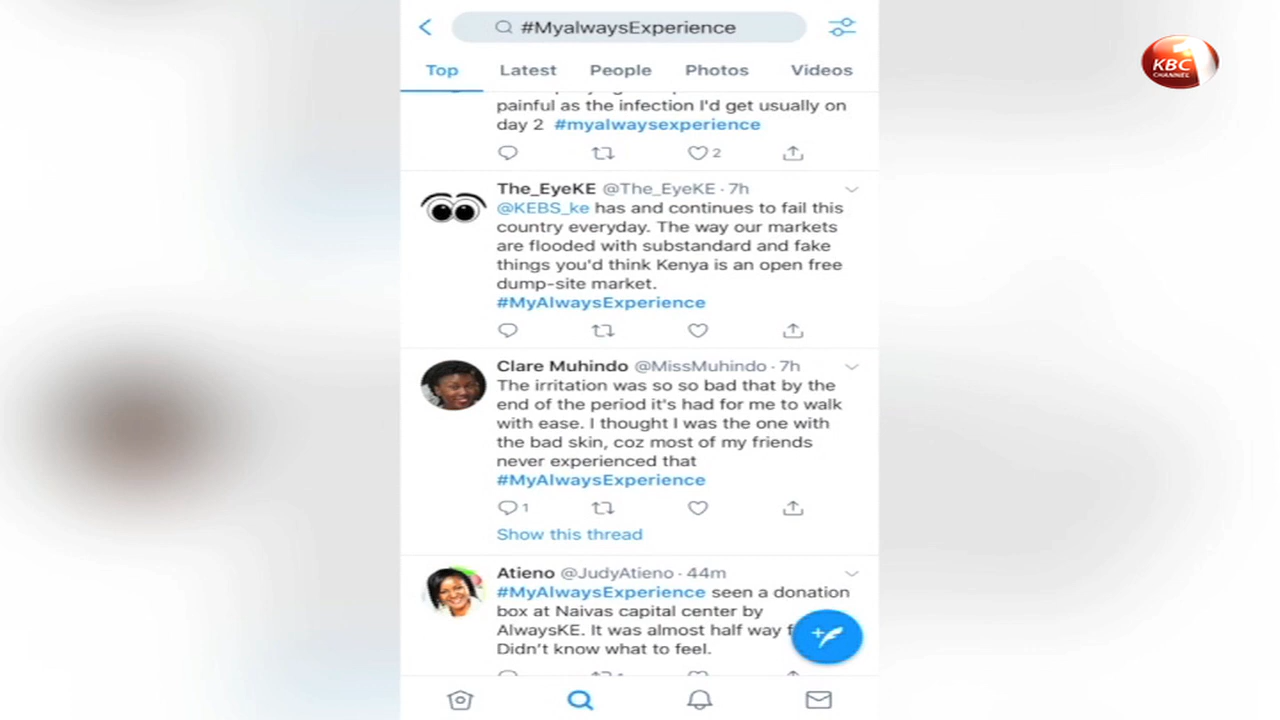 #MyalwaysExperience
Top Latest People Photos Videos
painful as the infection I'd get usually on
day 2 #myalwaysexperience
2
The_EyeKE @The_EyeKE · 7h
@KEBS_ke has and continues to fail this
country everyday. The way our markets
are flooded with substandard and fake
things you'd think Kenya is an open free
dump-site market.
#MyAlwaysExperience
Clare Muhindo @MissMuhindo · 7h
The irritation was so so bad that by the
end of the period it's had for me to walk
with ease. I thought I was the one with
the bad skin, coz most of my friends
never experienced that
#MyAlwaysExperience
1
Show this thread
Atieno @JudyAtieno · 44m
#MyAlwaysExperience seen a donation
box at Naivas capital center by
AlwaysKE. It was almost half way
Didn't know what to feel.
KBC 1
CHANNEL